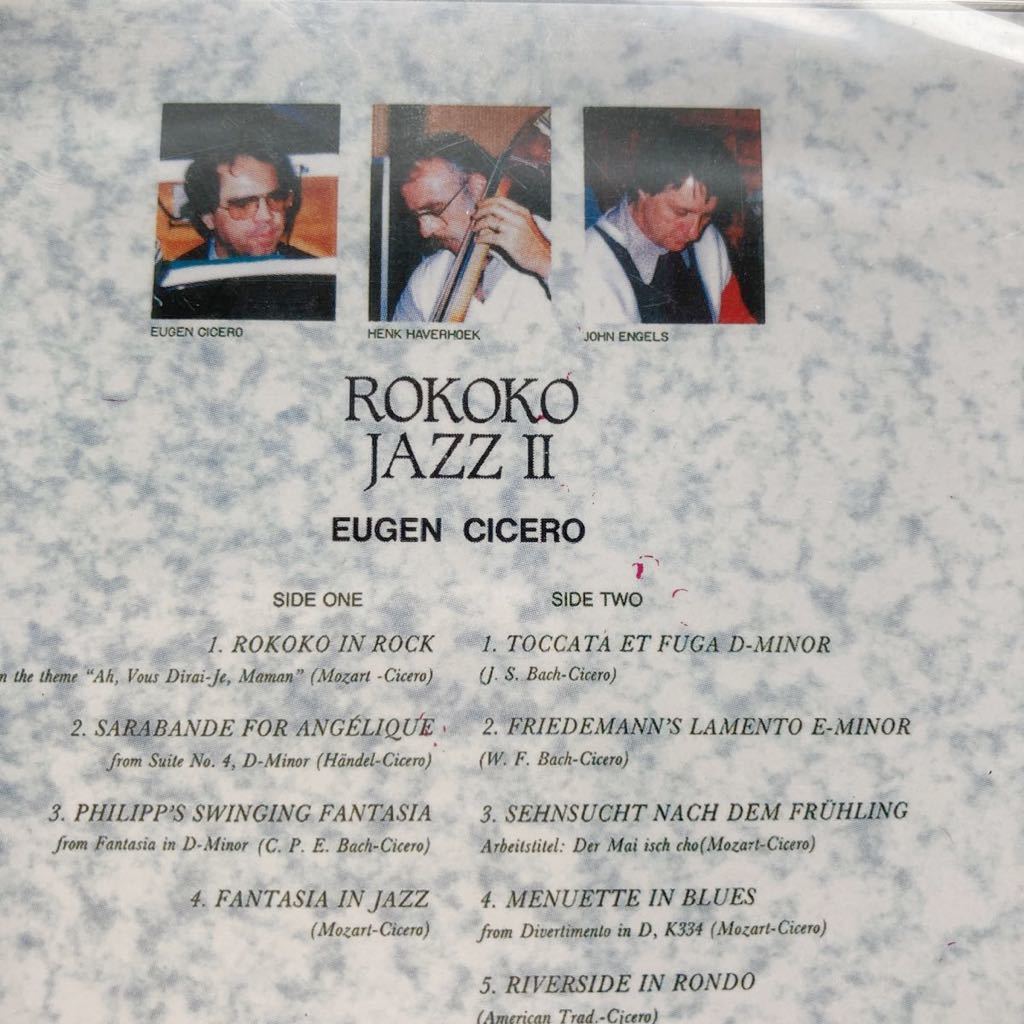 EUGEN CICERO
HENK HAVERHOEK
JOHN ENGELS
ROKOKO
JAZZ II
EUGEN CICERO
SIDE ONE
1. ROKOKO IN ROCK
the theme "Ah, Vous Dirai-Je, Maman" (Mozart -Cicero)
2. SARABANDE FOR ANGÉLIQUE
from Suite No. 4, D-Minor (Händel-Cicero)
3. PHILIPP'S SWINGING FANTASIA
from Fantasia in D-Minor (C. P. E. Bach-Cicero)
4. FANTASIA IN JAZZ
(Mozart-Cicero)
SIDE TWO
1. TOCCATA ET FUGA D-MINOR
(J. S. Bach-Cicero)
2. FRIEDEMANN'S LAMENTO E-MINOR
(W. F. Bach-Cicero)
3. SEHNSUCHT NACH DEM FRÜHLING
Arbeitstitel: Der Mai isch cho(Mozart-Cicero)
4. MENUETTE IN BLUES
from Divertimento in D, K334 (Mozart-Cicero)
5. RIVERSIDE IN RONDO
(American Trad.-Cicero)